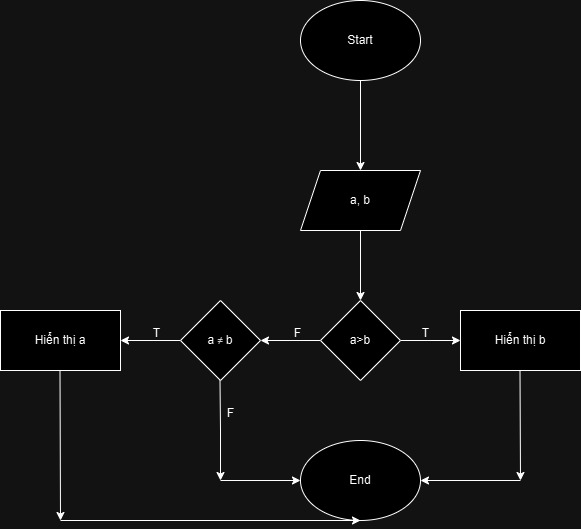 Start
a, b
Hiển thị a
T
a ≠ b
F
a>b
T
Hiển thị b
F
End